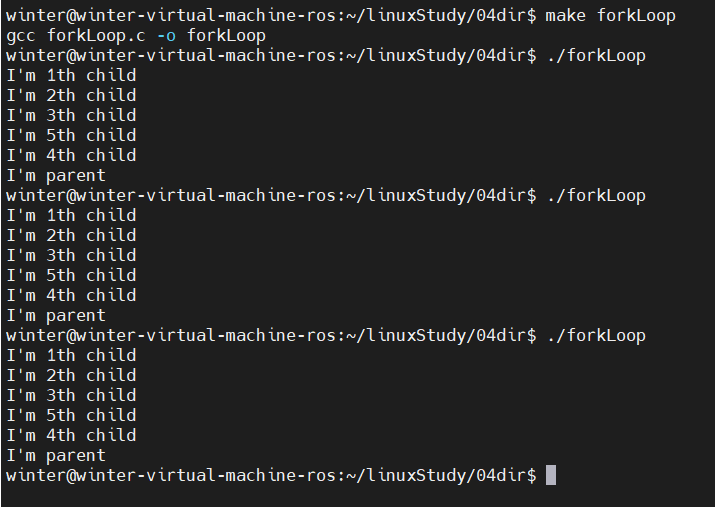 winter@winter-virtual-machine-ros:~/linuxStudy/04dir$ make forkLoop
gcc forkLoop.c -o forkLoop
winter@winter-virtual-machine-ros:~/linuxStudy/04dir$ ./forkLoop
I'm 1th child
I'm 2th child
I'm 3th child
I'm 5th child
I'm 4th child
I'm parent
winter@winter-virtual-machine-ros:~/linuxStudy/04dir$ ./forkLoop
I'm 1th child
I'm 2th child
I'm 3th child
I'm 5th child
I'm 4th child
I'm parent
winter@winter-virtual-machine-ros:~/linuxStudy/04dir$ ./forkLoop
I'm 1th child
I'm 2th child
I'm 3th child
I'm 5th child
I'm 4th child
I'm parent
winter@winter-virtual-machine-ros:~/linuxStudy/04dir$